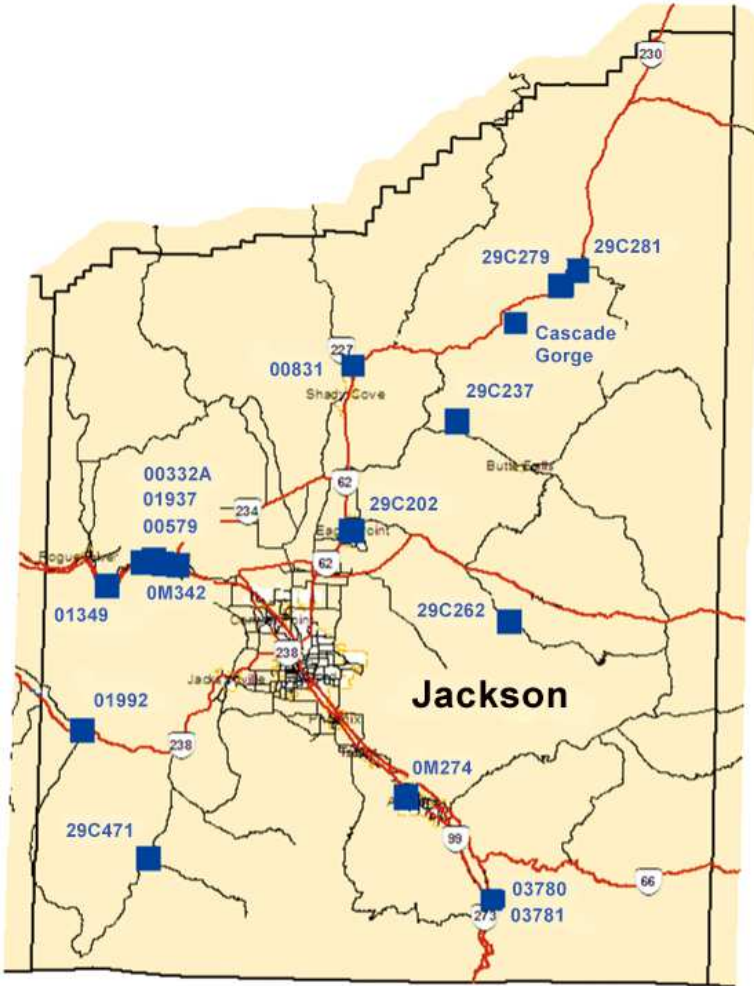 230
29C281
29C279
Cascade
Gorge
227
00831
Shady Cove
29C237
Butte Falls
00332A
01937
00579
62
234
29C202
Eagle Point
Rogue River
62
0M342
01349
29C262
Central Point
238
Jacksonville
Jackson
01992
Phoenix
238
0M274
29C471
99
66
03780
03781
273